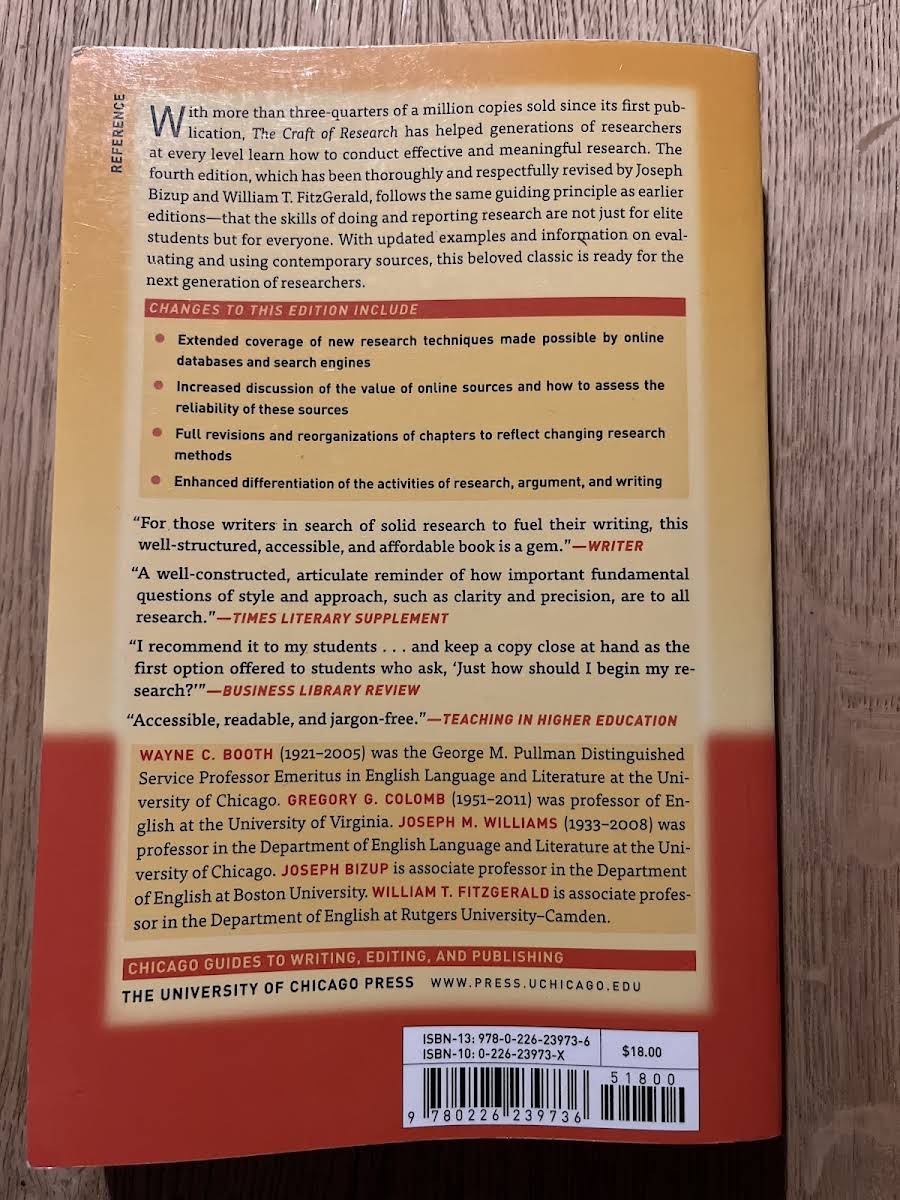 REFERENCE
With more than three-quarters of a million copies sold since its first pub-
lication, The Craft of Research has helped generations of researchers
at every level learn how to conduct effective and meaningful research. The
fourth edition, which has been thoroughly and respectfully revised by Joseph
Bizup and William T. FitzGerald, follows the same guiding principle as earlier
editions—that the skills of doing and reporting research are not just for elite
students but for everyone. With updated examples and information on eval-
uating and using contemporary sources, this beloved classic is ready for the
next generation of researchers.
CHANGES TO THIS EDITION INCLUDE
• Extended coverage of new research techniques made possible by online
databases and search engines
• Increased discussion of the value of online sources and how to assess the
reliability of these sources
• Full revisions and reorganizations of chapters to reflect changing research
methods
• Enhanced differentiation of the activities of research, argument, and writing
“For those writers in search of solid research to fuel their writing, this
well-structured, accessible, and affordable book is a gem.”—WRITER
“A well-constructed, articulate reminder of how important fundamental
questions of style and approach, such as clarity and precision, are to all
research.”—TIMES LITERARY SUPPLEMENT
“I recommend it to my students . . . and keep a copy close at hand as the
first option offered to students who ask, ‘Just how should I begin my re-
search?’”—BUSINESS LIBRARY REVIEW
“Accessible, readable, and jargon-free.”—TEACHING IN HIGHER EDUCATION
WAYNE C. BOOTH (1921–2005) was the George M. Pullman Distinguished
Service Professor Emeritus in English Language and Literature at the Uni-
versity of Chicago. GREGORY G. COLOMB (1951–2011) was professor of En-
glish at the University of Virginia. JOSEPH M. WILLIAMS (1933–2008) was
professor in the Department of English Language and Literature at the Uni-
versity of Chicago. JOSEPH BIZUP is associate professor in the Department
of English at Boston University. WILLIAM T. FITZGERALD is associate profes-
sor in the Department of English at Rutgers University–Camden.
CHICAGO GUIDES TO WRITING, EDITING, AND PUBLISHING
THE UNIVERSITY OF CHICAGO PRESS WWW.PRESS.UCHICAGO.EDU
ISBN-13: 978-0-226-23973-6
ISBN-10: 0-226-23973-X
$18.00
51800
9 780226 239736